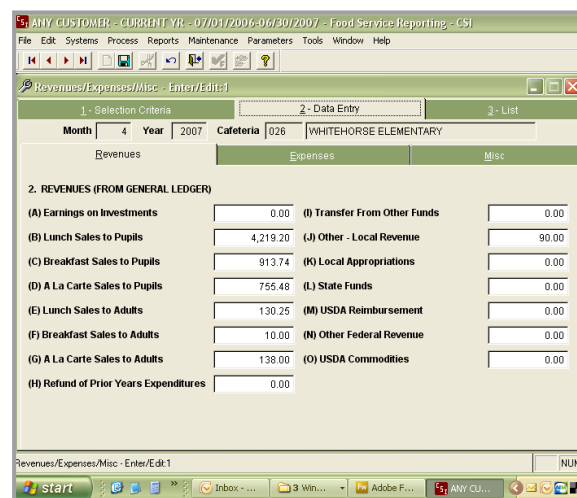 ANY CUSTOMER - CURRENT YR - 07/01/2006-06/30/2007 - Food Service Reporting - CSI
File Edit Systems Process Reports Maintenance Parameters Tools Window Help
Revenues/Expenses/Misc - Enter/Edit:1
1 - Selection Criteria 2 - Data Entry 3 - List
Month 4 Year 2007 Cafeteria 026 WHITEHORSE ELEMENTARY
Revenues Expenses Misc
2. REVENUES (FROM GENERAL LEDGER)
(A) Earnings on Investments 0.00 (I) Transfer From Other Funds 0.00
(B) Lunch Sales to Pupils 4,219.20 (J) Other - Local Revenue 90.00
(C) Breakfast Sales to Pupils 913.74 (K) Local Appropriations 0.00
(D) A La Carte Sales to Pupils 755.48 (L) State Funds 0.00
(E) Lunch Sales to Adults 130.25 (M) USDA Reimbursement 0.00
(F) Breakfast Sales to Adults 10.00 (N) Other Federal Revenue 0.00
(G) A La Carte Sales to Adults 138.00 (O) USDA Commodities 0.00
(H) Refund of Prior Years Expenditures 0.00
Revenues/Expenses/Misc - Enter/Edit:1 NUM
start Inbox - ... 3 Win... Adobe F... ANY CU...